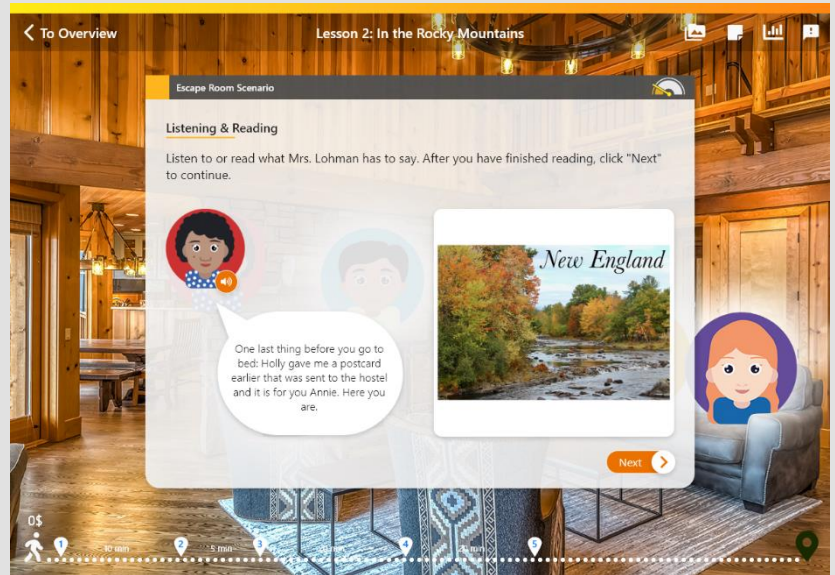 To Overview
Lesson 2: In the Rocky Mountains
Escape Room Scenario
Listening & Reading
Listen to or read what Mrs. Lohman has to say. After you have finished reading, click "Next"
to continue.
New England
One last thing before you go to
bed: Holly gave me a postcard
earlier that was sent to the hostel
and it is for you Annie. Here you
are.
Next
0$
1
10 min
2
5 min
3
4
min
5